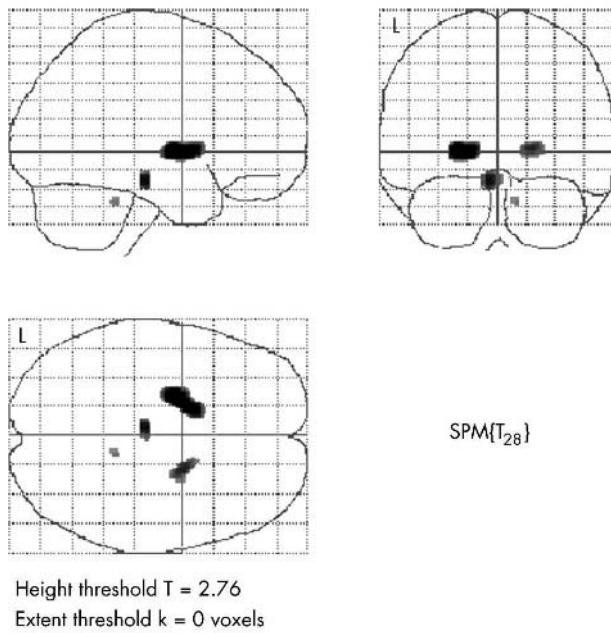 L
L
SPM{T28}
Height threshold T = 2.76
Extent threshold k = 0 voxels